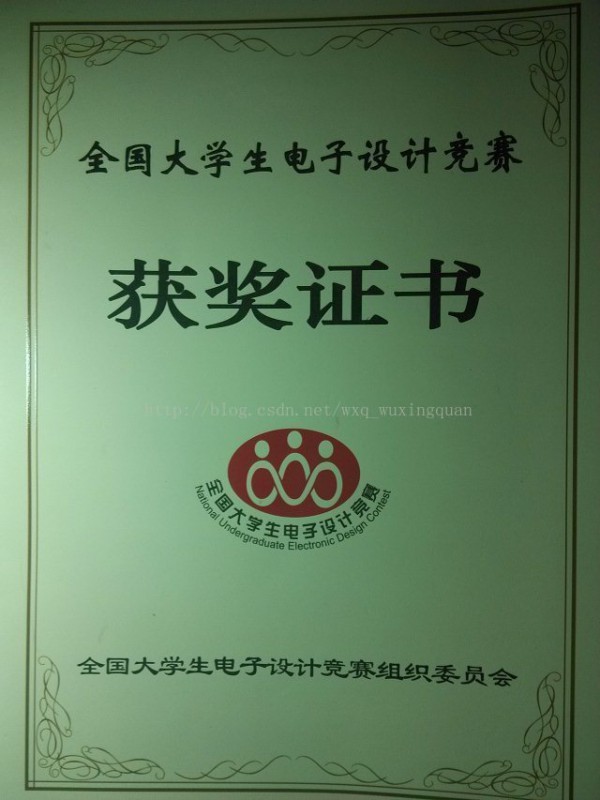 全国大学生电子设计竞赛
获奖证书
http://blog.csdn.net/wxq_wuxingquan
全国大学生电子设计竞赛
National Undergraduate Electronic Design Contest
全国大学生电子设计竞赛组织委员会